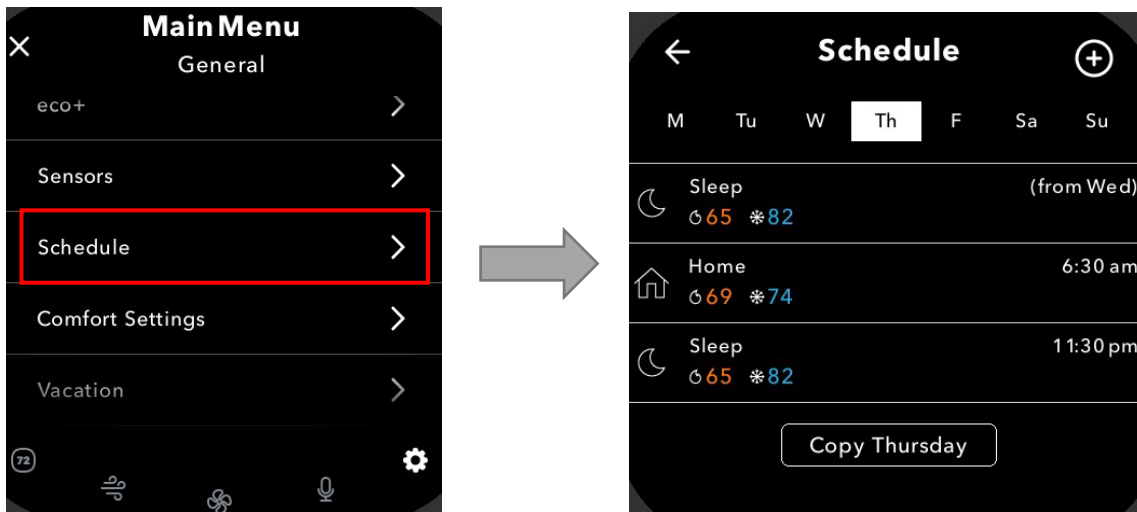 Main Menu
General
eco+
Sensors
Schedule
Comfort Settings
Vacation
72
Schedule
M Tu W Th F Sa Su
Sleep (from Wed)
65 82
Home 6:30 am
69 74
Sleep 11:30 pm
65 82
Copy Thursday